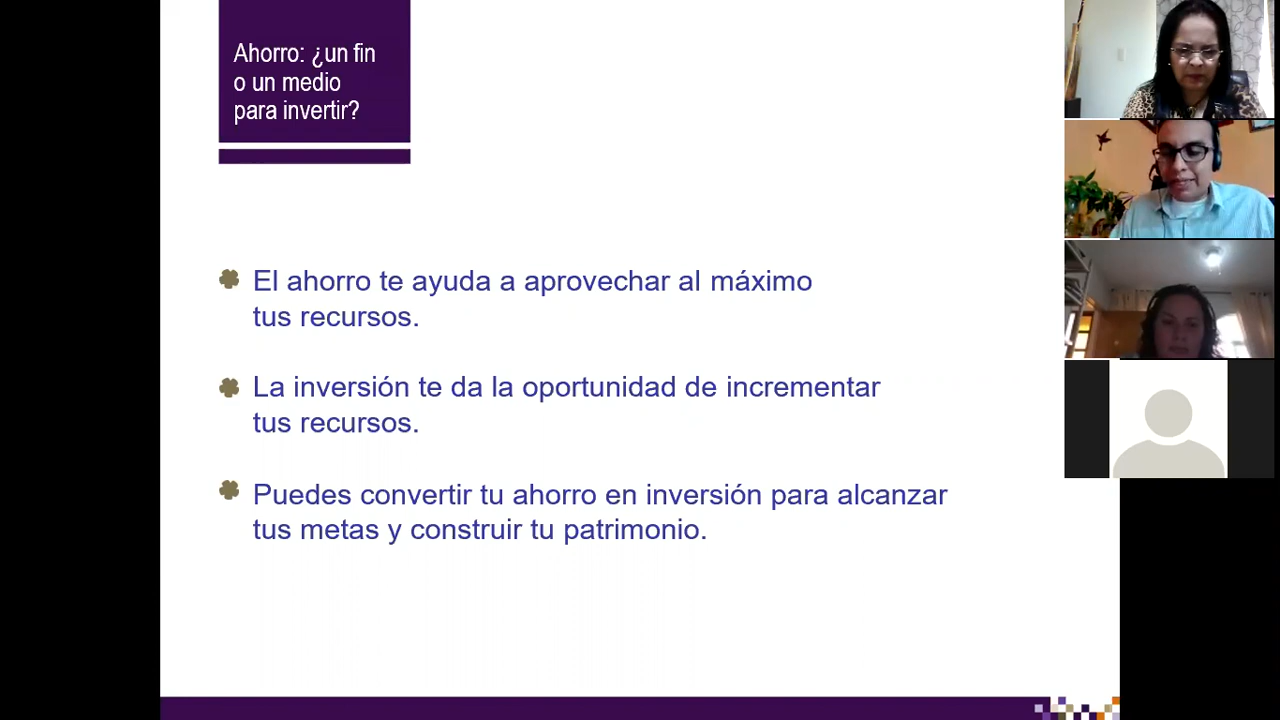 Ahorro: ¿un fin
o un medio
para invertir?
El ahorro te ayuda a aprovechar al máximo
tus recursos.
La inversión te da la oportunidad de incrementar
tus recursos.
Puedes convertir tu ahorro en inversión para alcanzar
tus metas y construir tu patrimonio.